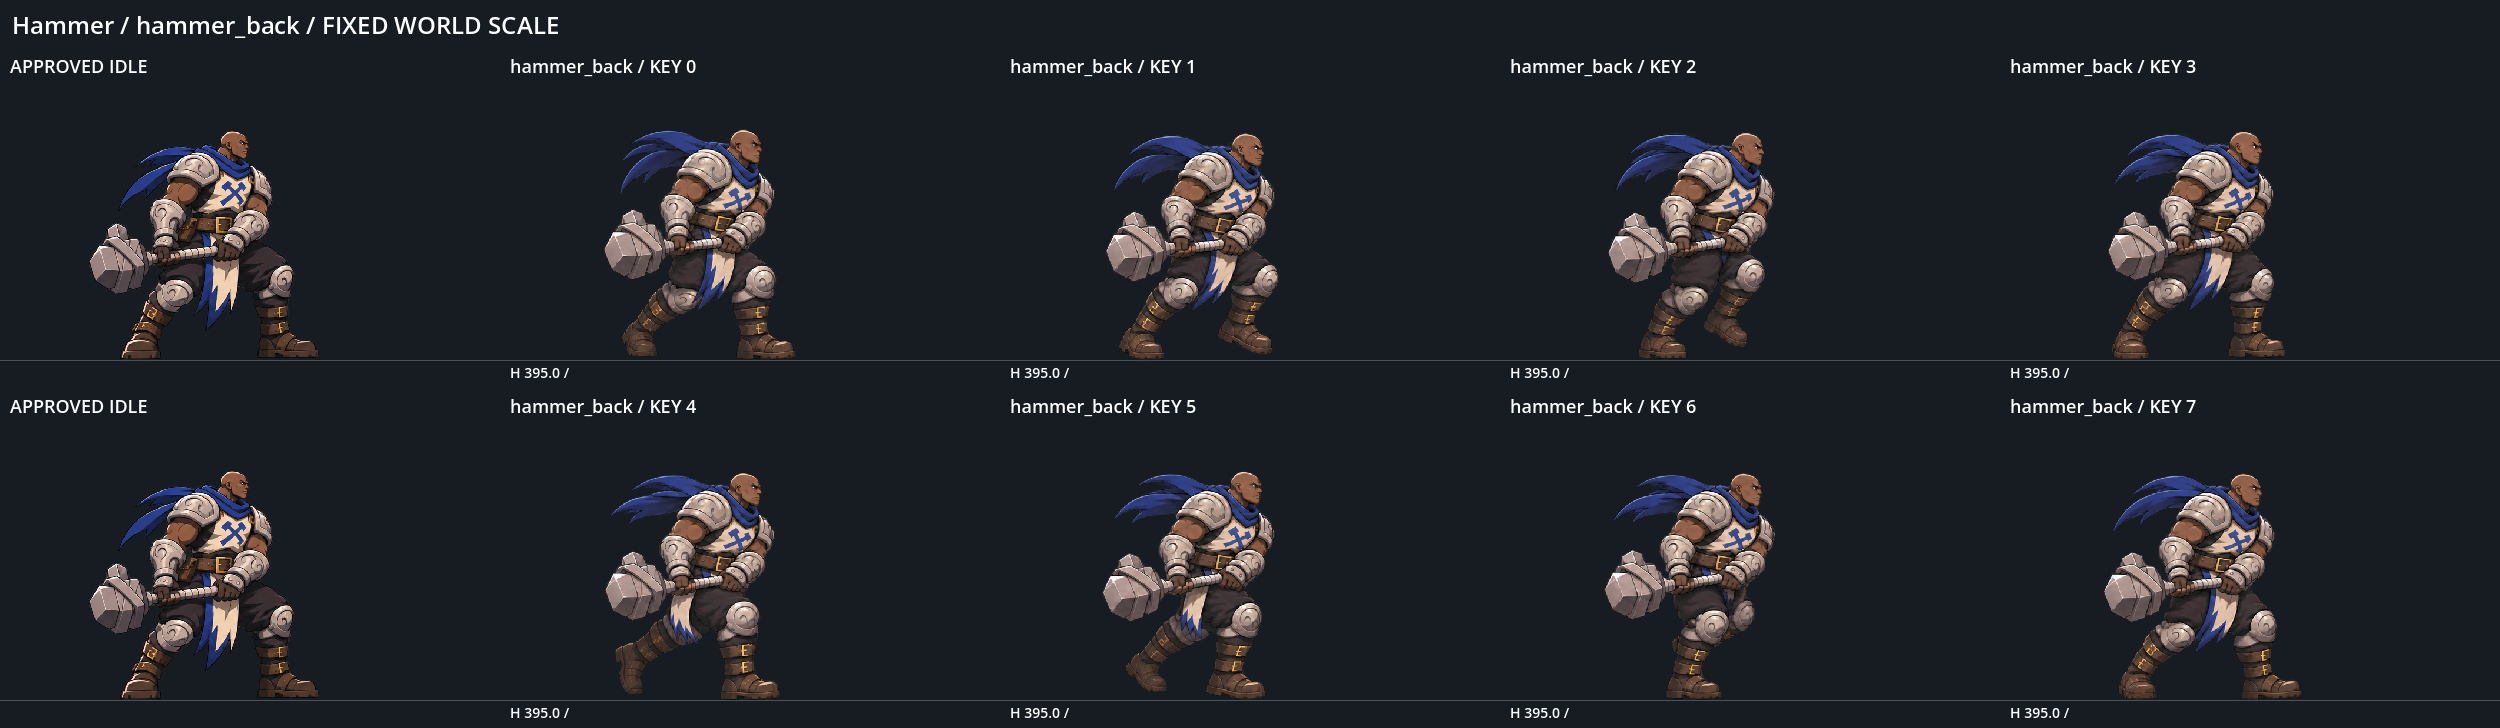 Hammer / hammer_back / FIXED WORLD SCALE
APPROVED IDLE
hammer_back / KEY 0
hammer_back / KEY 1
hammer_back / KEY 2
hammer_back / KEY 3
H 395.0 /
H 395.0 /
H 395.0 /
H 395.0 /
APPROVED IDLE
hammer_back / KEY 4
hammer_back / KEY 5
hammer_back / KEY 6
hammer_back / KEY 7
H 395.0 /
H 395.0 /
H 395.0 /
H 395.0 /